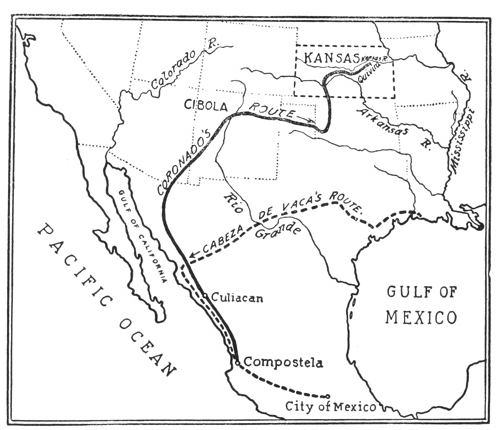 KANSAS
KANSAS R.
QUIVIRA
Colorado R.
CIBOLA
ROUTE
CORONADO'S
Arkansas R.
Mississippi R.
GULF OF CALIFORNIA
Rio Grande
CABEZA DE VACA'S ROUTE.
PACIFIC OCEAN
Culiacan
GULF OF
MEXICO
Compostela
City of Mexico